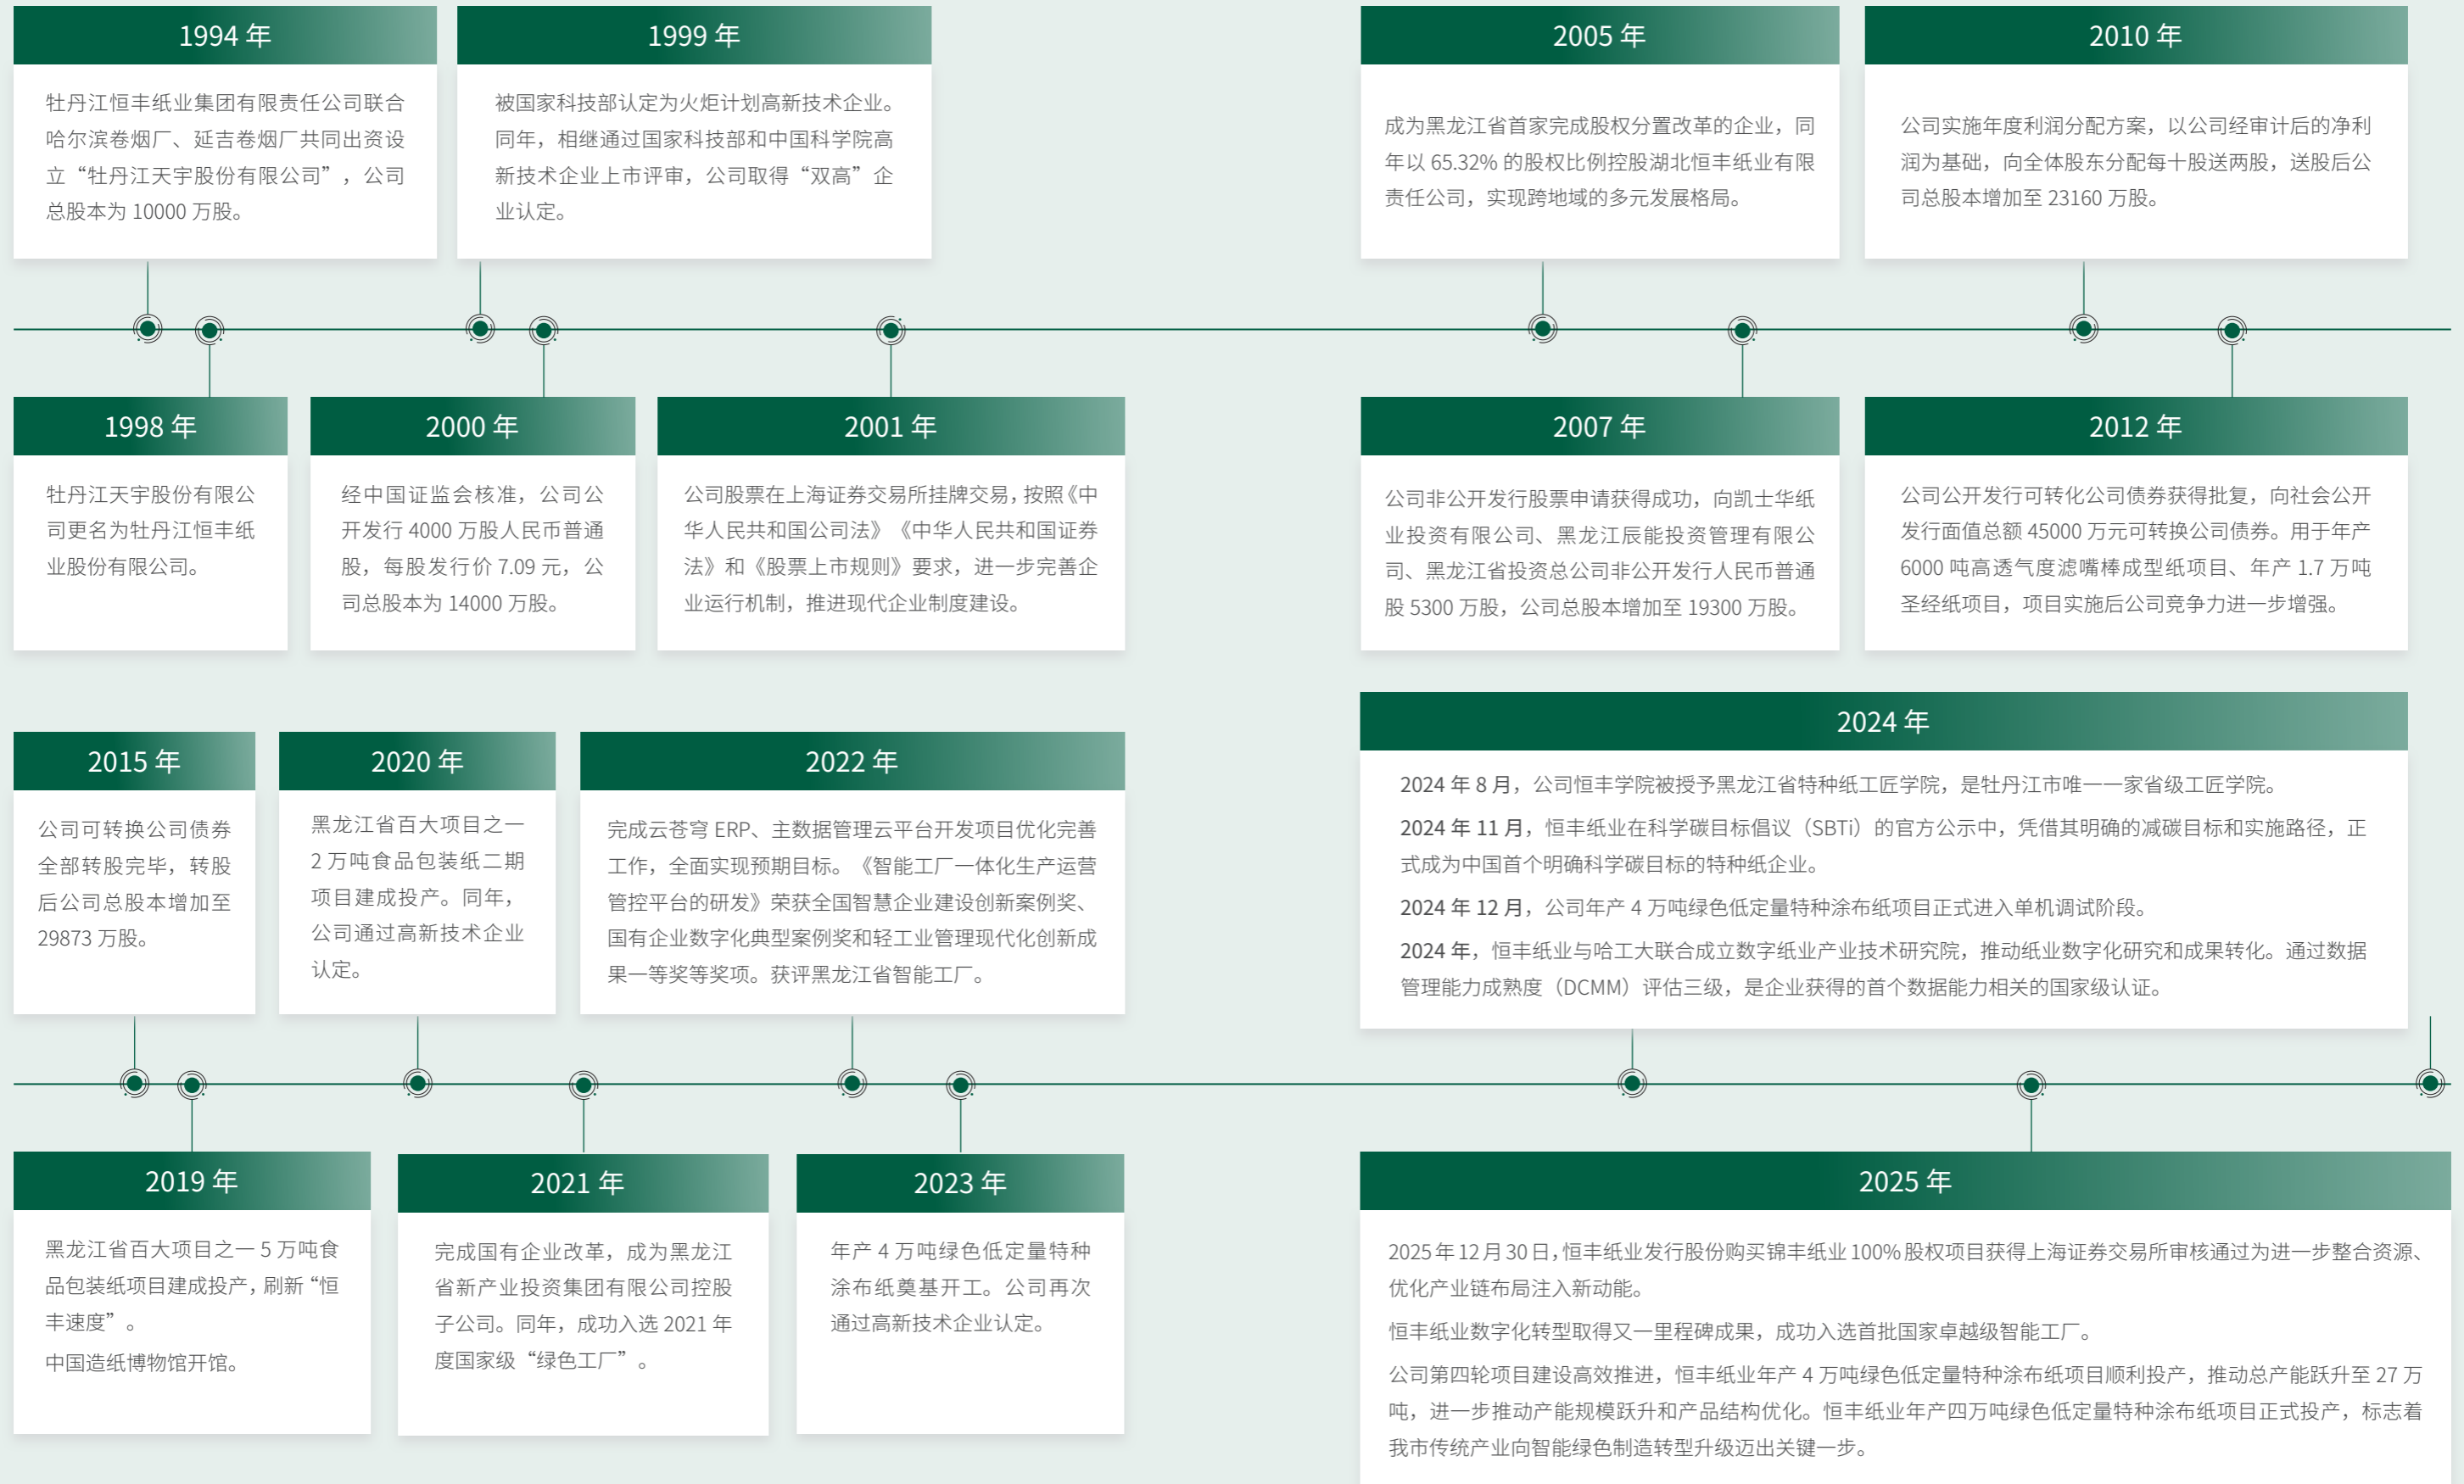 1994 年
牡丹江恒丰纸业集团有限责任公司联合
哈尔滨卷烟厂、延吉卷烟厂共同出资设
立“牡丹江天宇股份有限公司”，公司
总股本为 10000 万股。
1998 年
牡丹江天宇股份有限公
司更名为牡丹江恒丰纸
业股份有限公司。
1999 年
被国家科技部认定为火炬计划高新技术企业。
同年，相继通过国家科技部和中国科学院高
新技术企业上市评审，公司取得“双高”企
业认定。
2000 年
经中国证监会核准，公司公
开发行 4000 万股人民币普通
股，每股发行价 7.09 元，公
司总股本为 14000 万股。
2001 年
公司股票在上海证券交易所挂牌交易，按照《中
华人民共和国公司法》《中华人民共和国证券
法》和《股票上市规则》要求，进一步完善企
业运行机制，推进现代企业制度建设。
2005 年
成为黑龙江省首家完成股权分置改革的企业，同
年以 65.32% 的股权比例控股湖北恒丰纸业有限
责任公司，实现跨地域的多元发展格局。
2007 年
公司非公开发行股票申请获得成功，向凯士华纸
业投资有限公司、黑龙江辰能投资管理有限公
司、黑龙江省投资总公司非公开发行人民币普通
股 5300 万股，公司总股本增加至 19300 万股。
2010 年
公司实施年度利润分配方案，以公司经审计后的净利
润为基础，向全体股东分配每十股送两股，送股后公
司总股本增加至 23160 万股。
2012 年
公司公开发行可转化公司债券获得批复，向社会公开
发行面值总额 45000 万元可转换公司债券。用于年产
6000 吨高透气度滤嘴棒成型纸项目、年产 1.7 万吨
圣经纸项目，项目实施后公司竞争力进一步增强。
2015 年
公司可转换公司债券
全部转股完毕，转股
后公司总股本增加至
29873 万股。
2019 年
黑龙江省百大项目之一 5 万吨食
品包装纸项目建成投产，刷新“恒
丰速度”。
中国造纸博物馆开馆。
2020 年
黑龙江省百大项目之一
2 万吨食品包装纸二期
项目建成投产。同年，
公司通过高新技术企业
认定。
2021 年
完成国有企业改革，成为黑龙江
省新产业投资集团有限公司控股
子公司。同年，成功入选 2021 年
度国家级“绿色工厂”。
2022 年
完成云苍穹 ERP、主数据管理云平台开发项目优化完善
工作，全面实现预期目标。《智能工厂一体化生产运营
管控平台的研发》荣获全国智慧企业建设创新案例奖、
国有企业数字化典型案例奖和轻工业管理现代化创新成
果一等奖等奖项。获评黑龙江省智能工厂。
2023 年
年产 4 万吨绿色低定量特种
涂布纸奠基开工。公司再次
通过高新技术企业认定。
2024 年
2024 年 8 月，公司恒丰学院被授予黑龙江省特种纸工匠学院，是牡丹江市唯一一家省级工匠学院。
2024 年 11 月，恒丰纸业在科学碳目标倡议（SBTi）的官方公示中，凭借其明确的减碳目标和实施路径，正
式成为中国首个明确科学碳目标的特种纸企业。
2024 年 12 月，公司年产 4 万吨绿色低定量特种涂布纸项目正式进入单机调试阶段。
2024 年，恒丰纸业与哈工大联合成立数字纸业产业技术研究院，推动纸业数字化研究和成果转化。通过数据
管理能力成熟度（DCMM）评估三级，是企业获得的首个数据能力相关的国家级认证。
2025 年
2025 年 12 月 30 日，恒丰纸业发行股份购买锦丰纸业 100% 股权项目获得上海证券交易所审核通过为进一步整合资源、
优化产业链布局注入新动能。
恒丰纸业数字化转型取得又一里程碑成果，成功入选首批国家卓越级智能工厂。
公司第四轮项目建设高效推进，恒丰纸业年产 4 万吨绿色低定量特种涂布纸项目顺利投产，推动总产能跃升至 27 万
吨，进一步推动产能规模跃升和产品结构优化。恒丰纸业年产四万吨绿色低定量特种涂布纸项目正式投产，标志着
我市传统产业向智能绿色制造转型升级迈出关键一步。